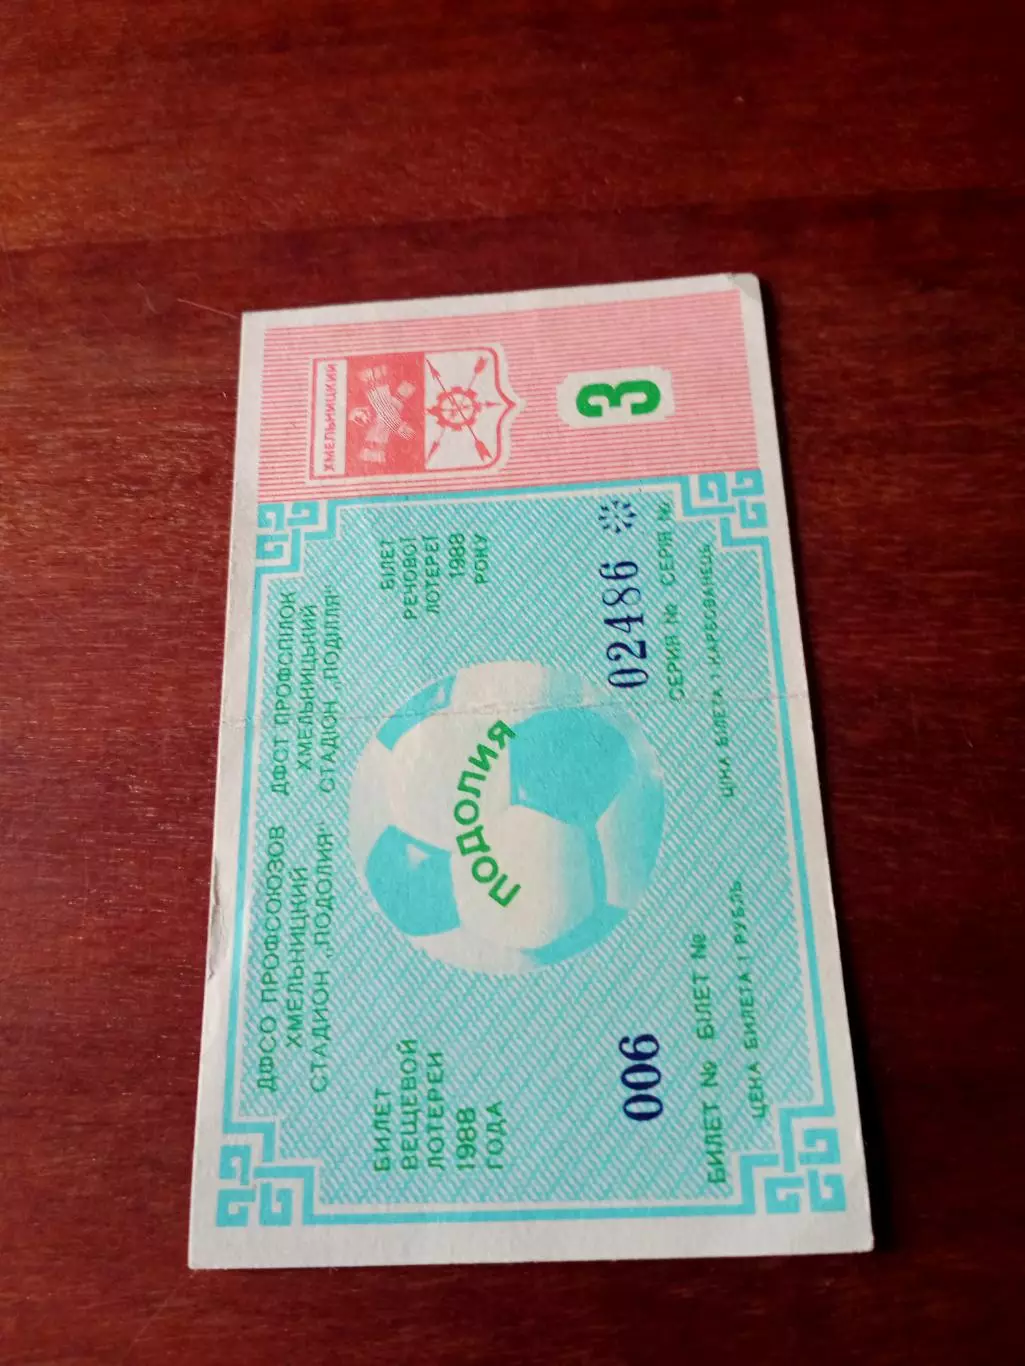 ДФСО ПРОФСОЮЗОВ
ХМЕЛЬНИЦКИЙ
СТАДИОН „ПОДОЛИЯ"
ДФСТ ПРОФСПІЛОК
ХМЕЛЬНИЦЬКИЙ
СТАДІОН „ПОДІЛЛЯ"
ХМЕЛЬНИЦКИЙ
БИЛЕТ
ВЕЩЕВОЙ
ЛОТЕРЕИ
1988
ГОДА
ПОДОЛИЯ
БІЛЕТ
РЕЧОВОЇ
ЛОТЕРЕЇ
1988
РОКУ
3
006
02486
БИЛЕТ № БІЛЕТ №
СЕРИЯ № СЕРІЯ №
ЦЕНА БИЛЕТА 1 РУБЛЬ
ЦІНА БІЛЕТА 1 КАРБОВАНЕЦЬ